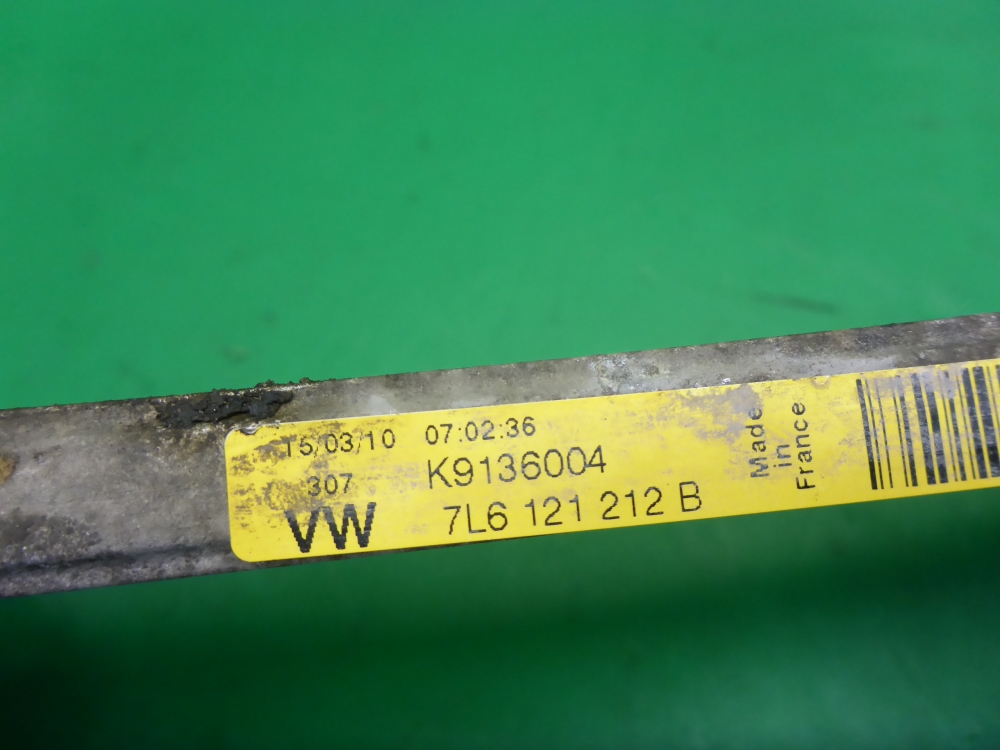 15/03/10 07:02:36
307 K9136004
VW 7L6 121 212 B
Made
in
France